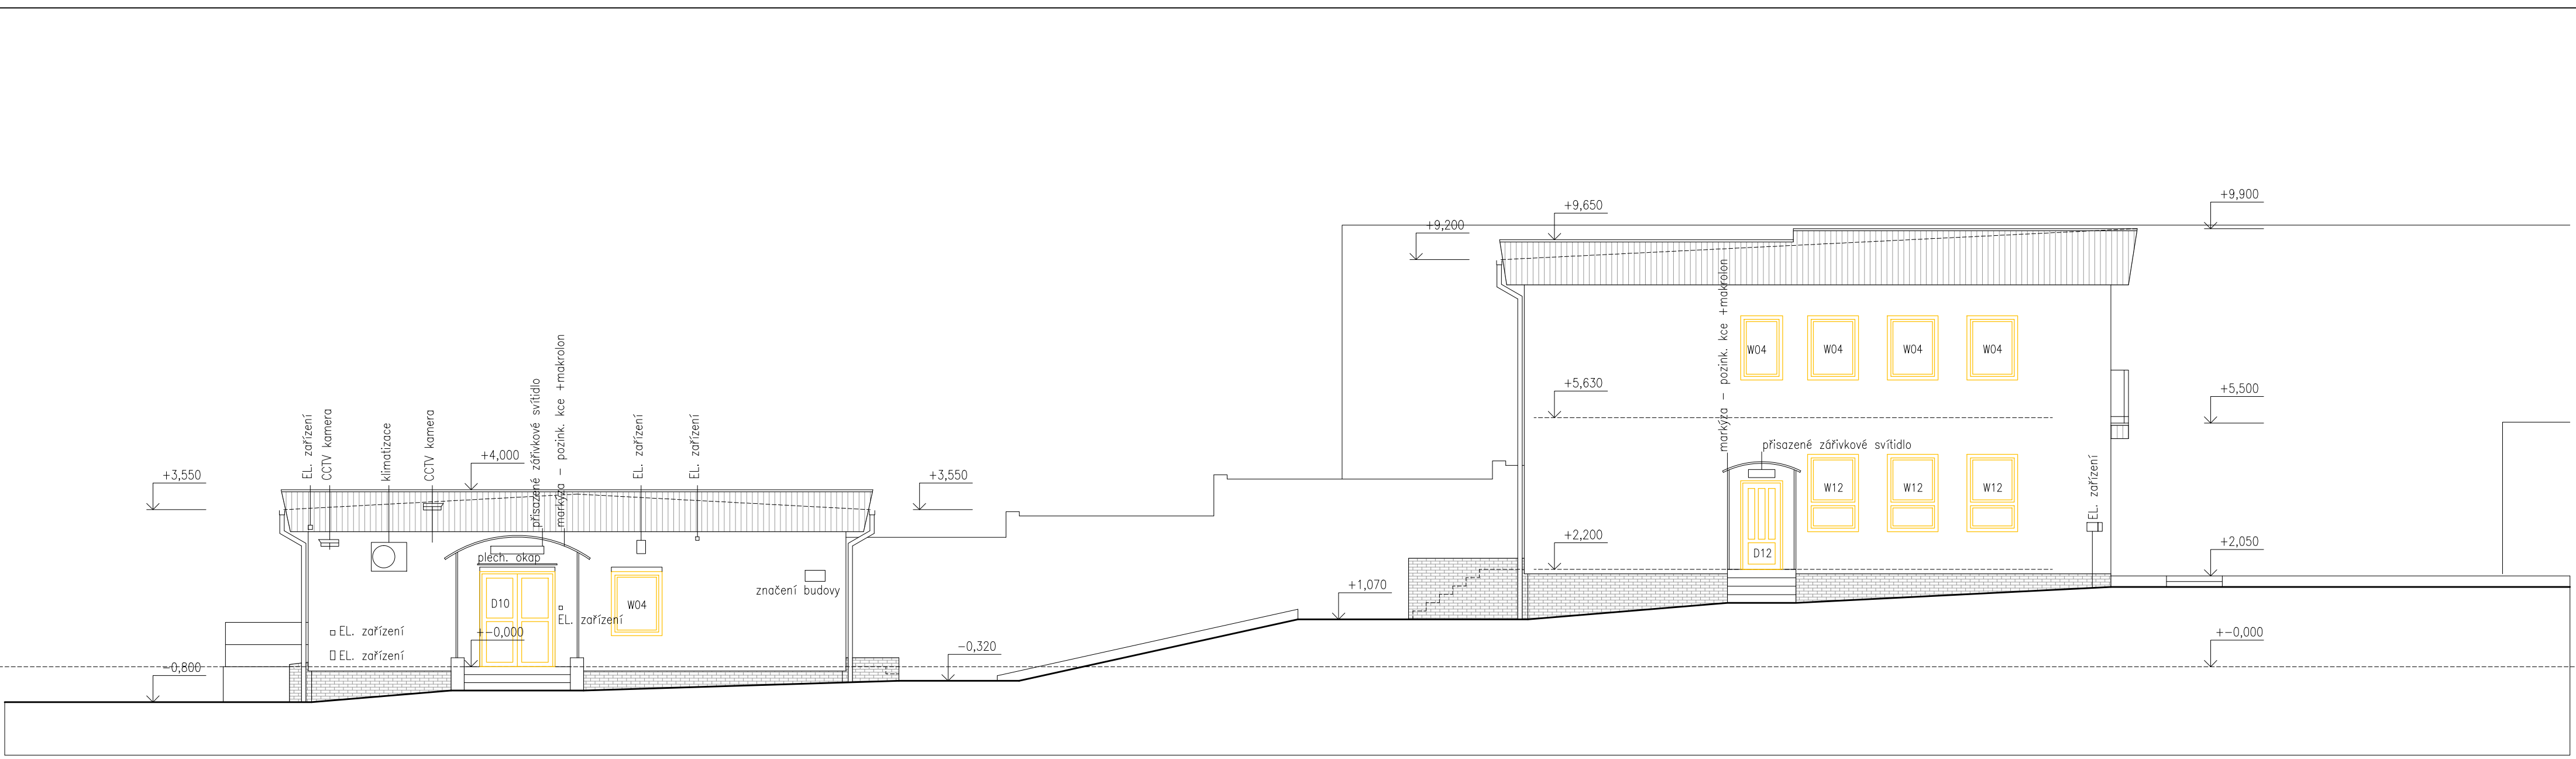 +9,900
+9,650
+9,200
markýza - pozink. kce +makrolon
W04
W04
W04
W04
+5,630
+5,500
přisazené zářivkové svítidlo
W12
W12
W12
EL. zařízení
D12
+2,200
+2,050
+1,070
+-0,000
+3,550
EL. zařízení
CCTV kamera
klimatizace
CCTV kamera
+4,000
přisazené zářivkové svítidlo
markýza - pozink. kce +makrolon
EL. zařízení
EL. zařízení
+3,550
plech. okap
značení budovy
D10
W04
EL. zařízení
EL. zařízení
+-0,000
EL. zařízení
-0,800
-0,320